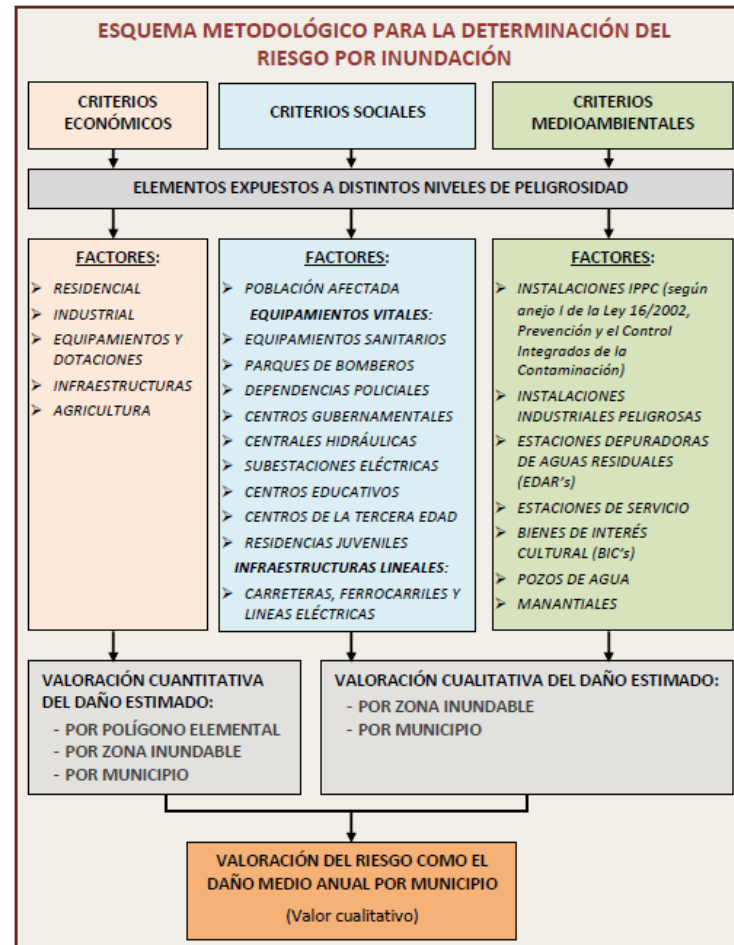 ESQUEMA METODOLÓGICO PARA LA DETERMINACIÓN DEL
RIESGO POR INUNDACIÓN
CRITERIOS
ECONÓMICOS
CRITERIOS SOCIALES
CRITERIOS
MEDIOAMBIENTALES
ELEMENTOS EXPUESTOS A DISTINTOS NIVELES DE PELIGROSIDAD
FACTORES:
➤ RESIDENCIAL
➤ INDUSTRIAL
➤ EQUIPAMIENTOS Y
DOTACIONES
➤ INFRAESTRUCTURAS
➤ AGRICULTURA
FACTORES:
➤ POBLACIÓN AFECTADA
EQUIPAMIENTOS VITALES:
➤ EQUIPAMIENTOS SANITARIOS
➤ PARQUES DE BOMBEROS
➤ DEPENDENCIAS POLICIALES
➤ CENTROS GUBERNAMENTALES
➤ CENTRALES HIDRÁULICAS
➤ SUBESTACIONES ELÉCTRICAS
➤ CENTROS EDUCATIVOS
➤ CENTROS DE LA TERCERA EDAD
➤ RESIDENCIAS JUVENILES
INFRAESTRUCTURAS LINEALES:
➤ CARRETERAS, FERROCARRILES Y
LINEAS ELÉCTRICAS
FACTORES:
➤ INSTALACIONES IPPC (según
anejo I de la Ley 16/2002,
Prevención y el Control
Integrados de la
Contaminación)
➤ INSTALACIONES
INDUSTRIALES PELIGROSAS
➤ ESTACIONES DEPURADORAS
DE AGUAS RESIDUALES
(EDAR's)
➤ ESTACIONES DE SERVICIO
➤ BIENES DE INTERÉS
CULTURAL (BIC's)
➤ POZOS DE AGUA
➤ MANANTIALES
VALORACIÓN CUANTITATIVA
DEL DAÑO ESTIMADO:
- POR POLÍGONO ELEMENTAL
- POR ZONA INUNDABLE
- POR MUNICIPIO
VALORACIÓN CUALITATIVA DEL DAÑO ESTIMADO:
- POR ZONA INUNDABLE
- POR MUNICIPIO
VALORACIÓN DEL RIESGO COMO EL
DAÑO MEDIO ANUAL POR MUNICIPIO
(Valor cualitativo)